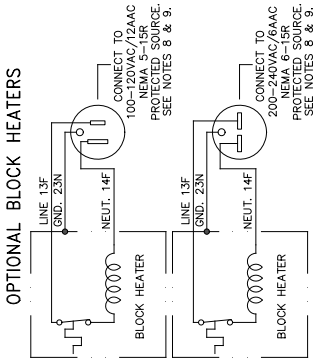 OPTIONAL BLOCK HEATERS
LINE 13F
GND. 23N
NEUT. 14F
BLOCK HEATER
CONNECT TO
100-120VAC/12AAC
NEMA 5-15R
PROTECTED SOURCE.
SEE NOTES 8 & 9.
LINE 13F
GND. 23N
NEUT. 14F
BLOCK HEATER
CONNECT TO
200-240VAC/6AAC
NEMA 6-15R
PROTECTED SOURCE.
SEE NOTES 8 & 9.